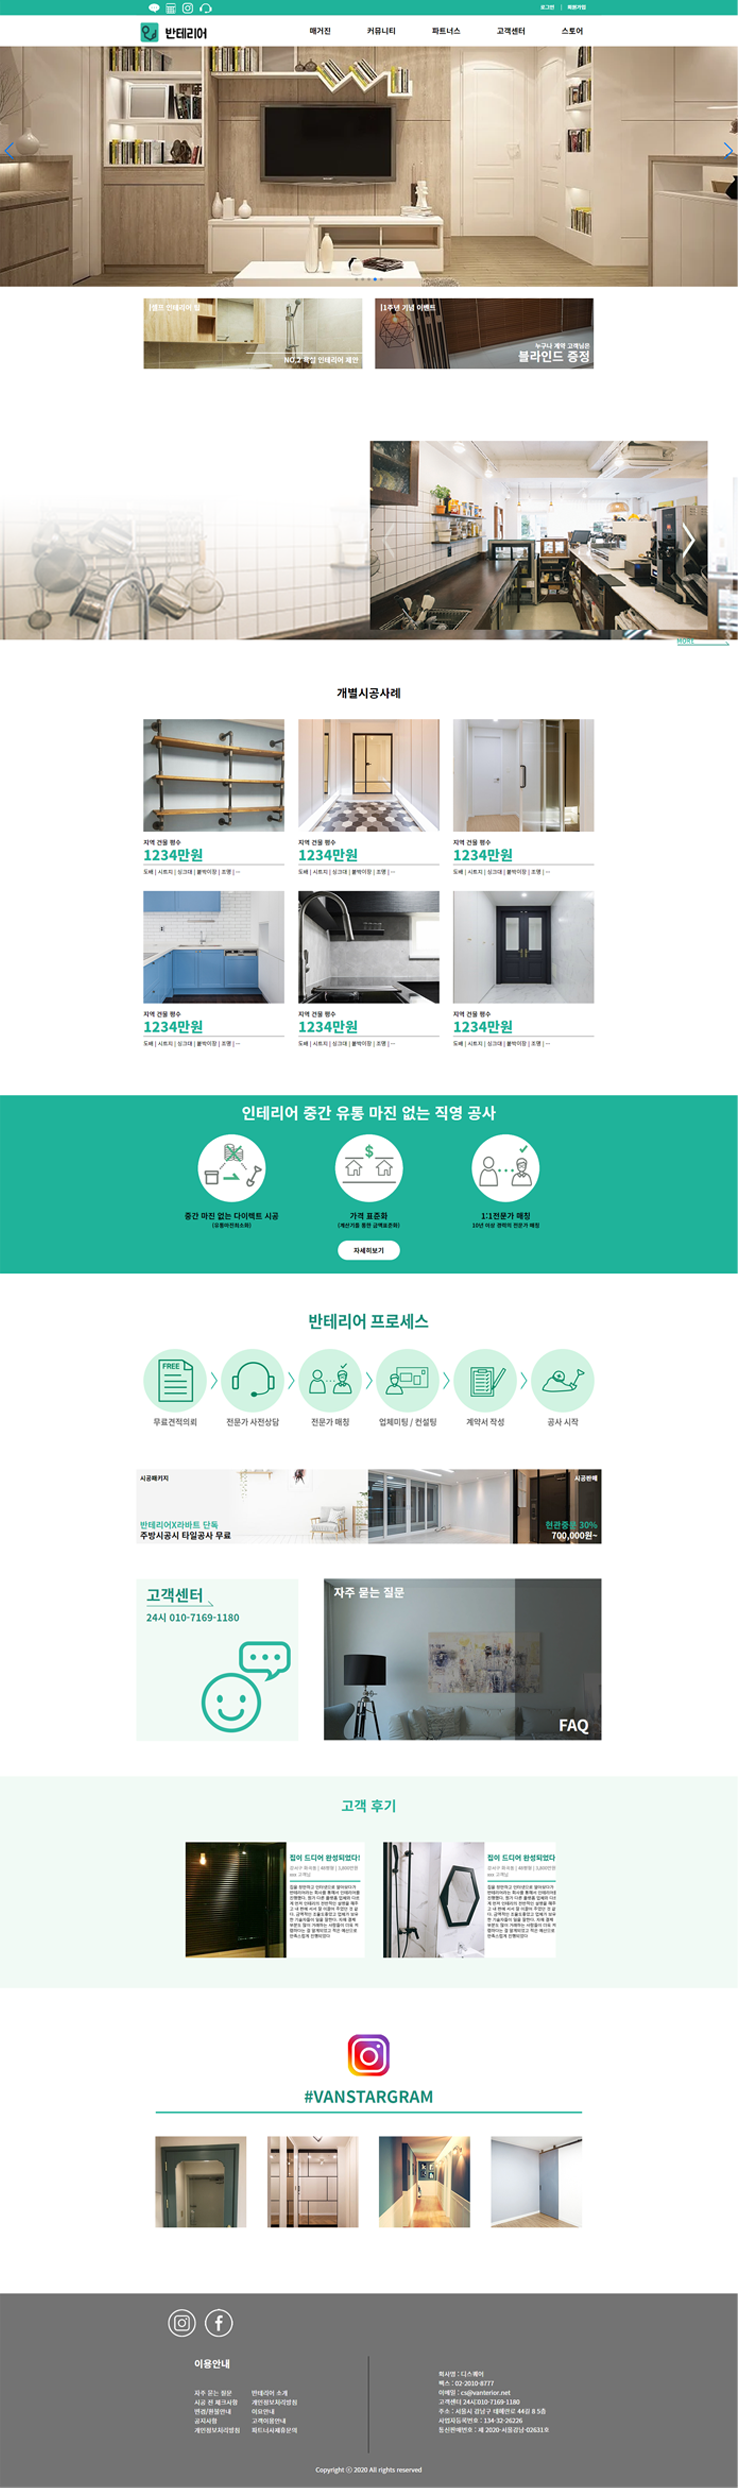 로그인 | 회원가입
반테리어
매거진
커뮤니티
파트너스
고객센터
스토어
|셀프 인테리어 팁
NO.2 욕실 인테리어 제안
|1주년 기념 이벤트
누구나 계약 고객님은
블라인드 증정
MORE
개별시공사례
지역 건물 평수
1234만원
도배 | 시트지 | 싱크대 | 붙박이장 | 조명 | ···
지역 건물 평수
1234만원
도배 | 시트지 | 싱크대 | 붙박이장 | 조명 | ···
지역 건물 평수
1234만원
도배 | 시트지 | 싱크대 | 붙박이장 | 조명 | ···
지역 건물 평수
1234만원
도배 | 시트지 | 싱크대 | 붙박이장 | 조명 | ···
지역 건물 평수
1234만원
도배 | 시트지 | 싱크대 | 붙박이장 | 조명 | ···
지역 건물 평수
1234만원
도배 | 시트지 | 싱크대 | 붙박이장 | 조명 | ···
인테리어 중간 유통 마진 없는 직영 공사
중간 마진 없는 다이렉트 시공
(유통마진최소화)
가격 표준화
(계산기를 통한 금액표준화)
1:1전문가 매칭
10년 이상 경력의 전문가 매칭
자세히보기
반테리어 프로세스
FREE
무료견적의뢰
전문가 사전상담
전문가 매칭
업체미팅 / 컨설팅
계약서 작성
공사 시작
시공패키지
반테리어X라바트 단독
주방시공시 타일공사 무료
시공판매
현관중문 30%
700,000원~
고객센터
24시 010-7169-1180
자주 묻는 질문
FAQ
고객 후기
집이 드디어 완성되었다!
집이 드디어 완성되었다
#VANSTARGRAM
이용안내
자주 묻는 질문
시공 전 체크사항
변경/환불안내
공지사항
개인정보처리방침
반테리어 소개
개인정보처리방침
이요안내
고객이용안내
파트너사제휴문의
회사명 : 디스퀘어
팩스 : 02-2010-8777
이메일 : cs@vanterior.net
고객센터 24시:010-7169-1180
주소 : 서울시 강남구 테헤란로 44길 8 5층
사업자등록번호 : 134-32-26226
통신판매번호 : 제 2020-서울강남-02631호
Copyright ⓒ 2020 All rights reserved